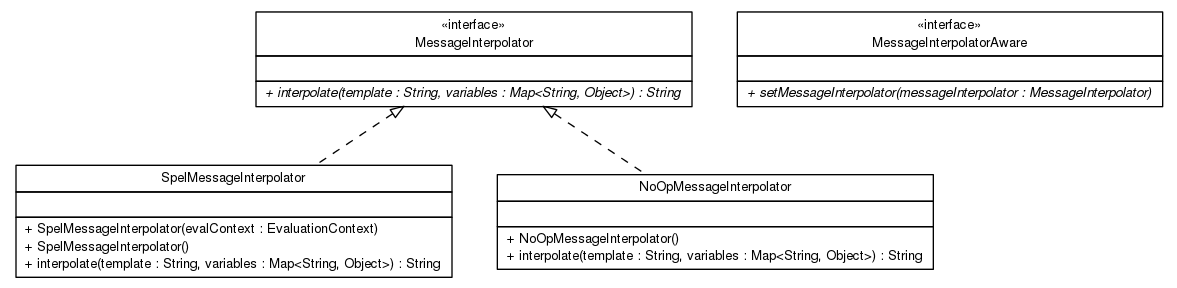 «interface»
MessageInterpolator
+ interpolate(template : String, variables : Map<String, Object>) : String
«interface»
MessageInterpolatorAware
+ setMessageInterpolator(messageInterpolator : MessageInterpolator)
SpelMessageInterpolator
+ SpelMessageInterpolator(evalContext : EvaluationContext)
+ SpelMessageInterpolator()
+ interpolate(template : String, variables : Map<String, Object>) : String
NoOpMessageInterpolator
+ NoOpMessageInterpolator()
+ interpolate(template : String, variables : Map<String, Object>) : String